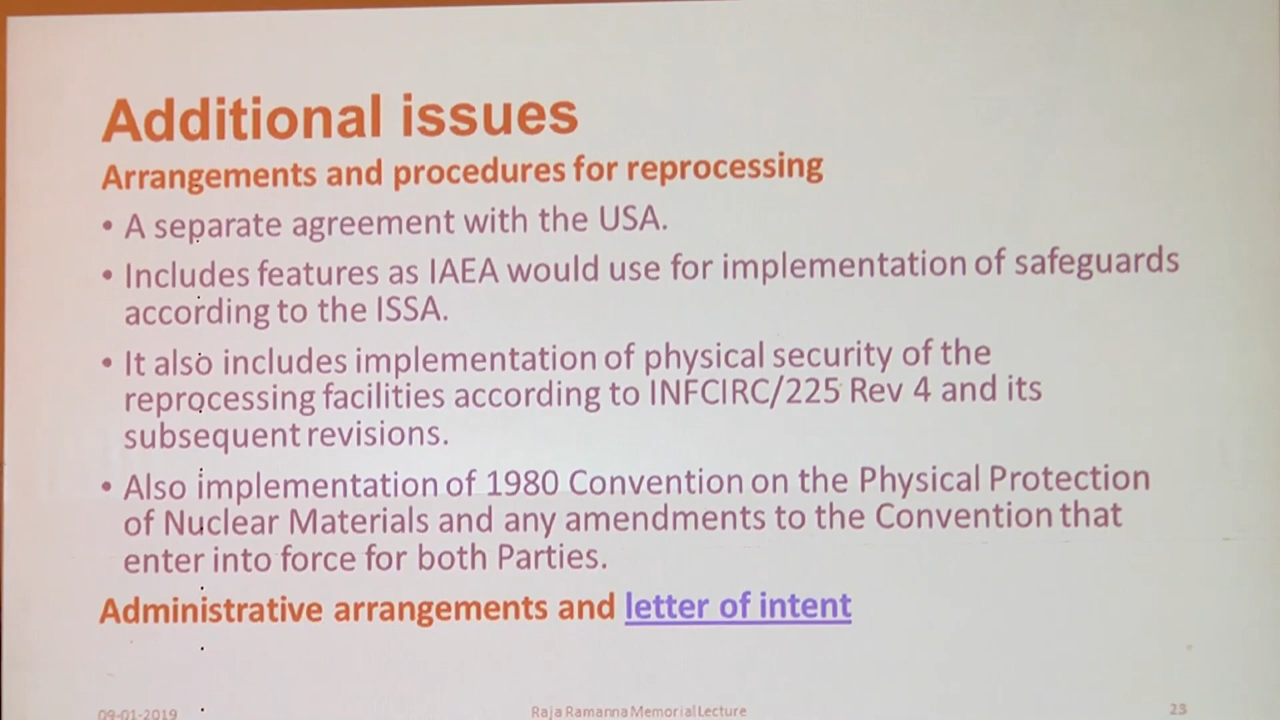 Additional issues
Arrangements and procedures for reprocessing
• A separate agreement with the USA.
• Includes features as IAEA would use for implementation of safeguards
according to the ISSA.
• It also includes implementation of physical security of the
reprocessing facilities according to INFCIRC/225 Rev 4 and its
subsequent revisions.
• Also implementation of 1980 Convention on the Physical Protection
of Nuclear Materials and any amendments to the Convention that
enter into force for both Parties.
Administrative arrangements and letter of intent
09-01-2019 Raja Ramanna Memorial Lecture 23